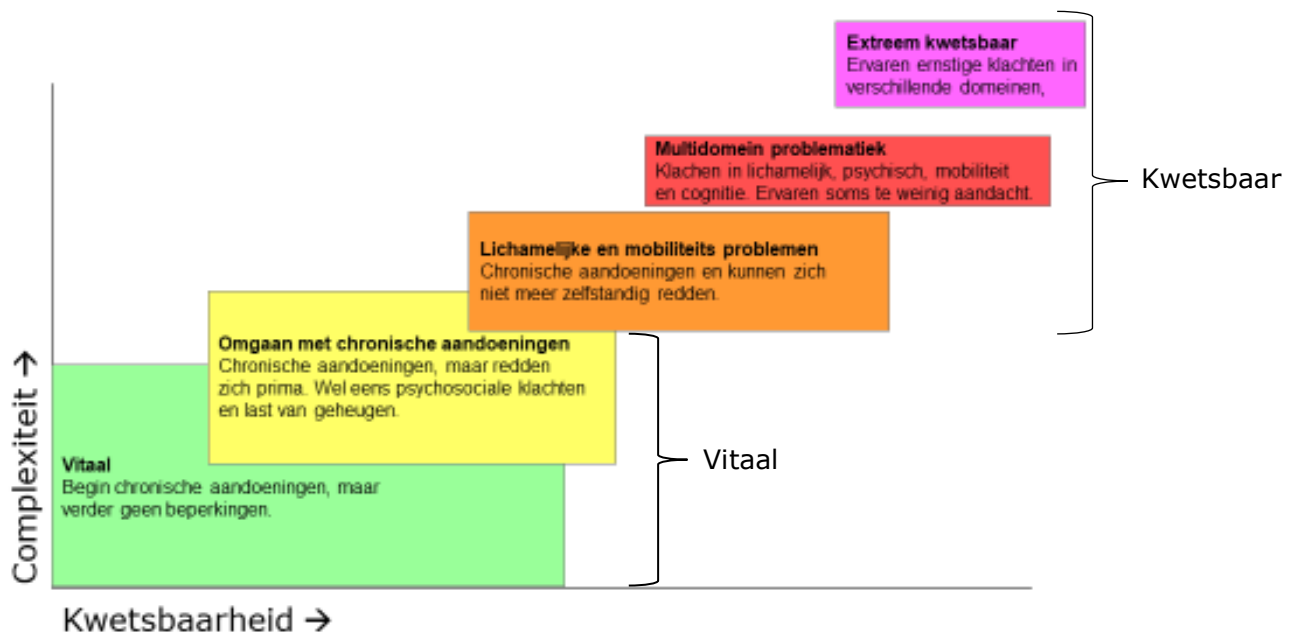 Extreem kwetsbaar
Ervaren ernstige klachten in
verschillende domeinen,
Multidomein problematiek
Klachen in lichamelijk, psychisch, mobiliteit
en cognitie. Ervaren soms te weinig aandacht.
Kwetsbaar
Lichamelijke en mobiliteits problemen
Chronische aandoeningen en kunnen zich
niet meer zelfstandig redden.
Omgaan met chronische aandoeningen
Chronische aandoeningen, maar redden
zich prima. Wel eens psychosociale klachten
en last van geheugen.
Vitaal
Vitaal
Begin chronische aandoeningen, maar
verder geen beperkingen.
Complexiteit →
Kwetsbaarheid →